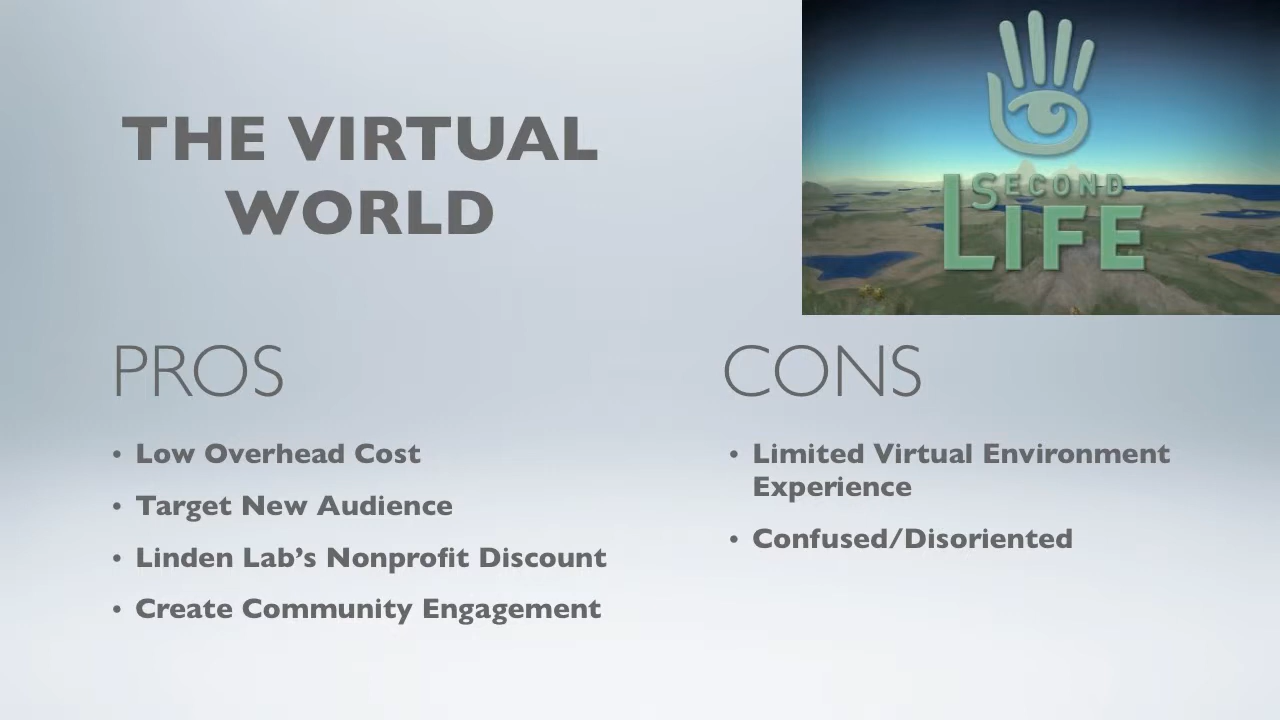 THE VIRTUAL
WORLD
SECOND
LIFE
PROS
• Low Overhead Cost
• Target New Audience
• Linden Lab’s Nonprofit Discount
• Create Community Engagement
CONS
• Limited Virtual Environment
Experience
• Confused/Disoriented